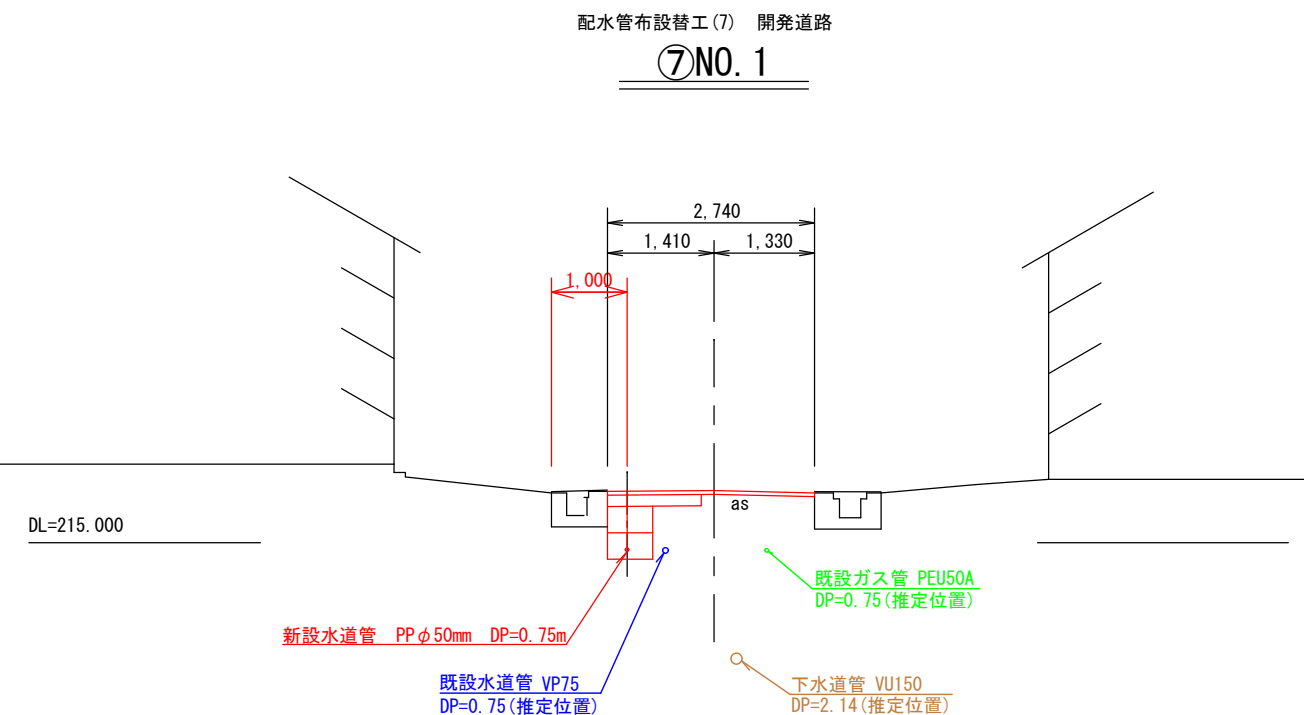 配水管布設替工(7)　開発道路
⑦NO.1
2,740
1,410
1,330
1,000
as
DL=215.000
既設ガス管 PEU50A
DP=0.75(推定位置)
新設水道管　PPφ50mm　DP=0.75m
既設水道管 VP75
DP=0.75(推定位置)
下水道管 VU150
DP=2.14(推定位置)